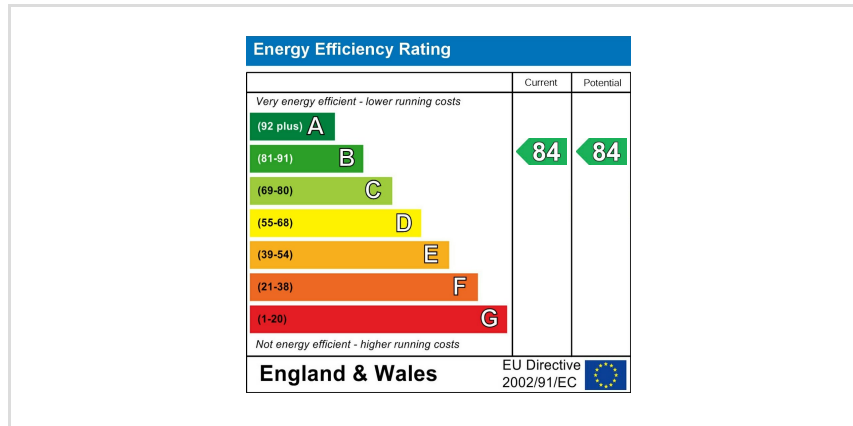 Energy Efficiency Rating
Current Potential
Very energy efficient - lower running costs
(92 plus) A
(81-91) B
84 84
(69-80) C
(55-68) D
(39-54) E
(21-38) F
(1-20) G
Not energy efficient - higher running costs
England & Wales
EU Directive
2002/91/EC